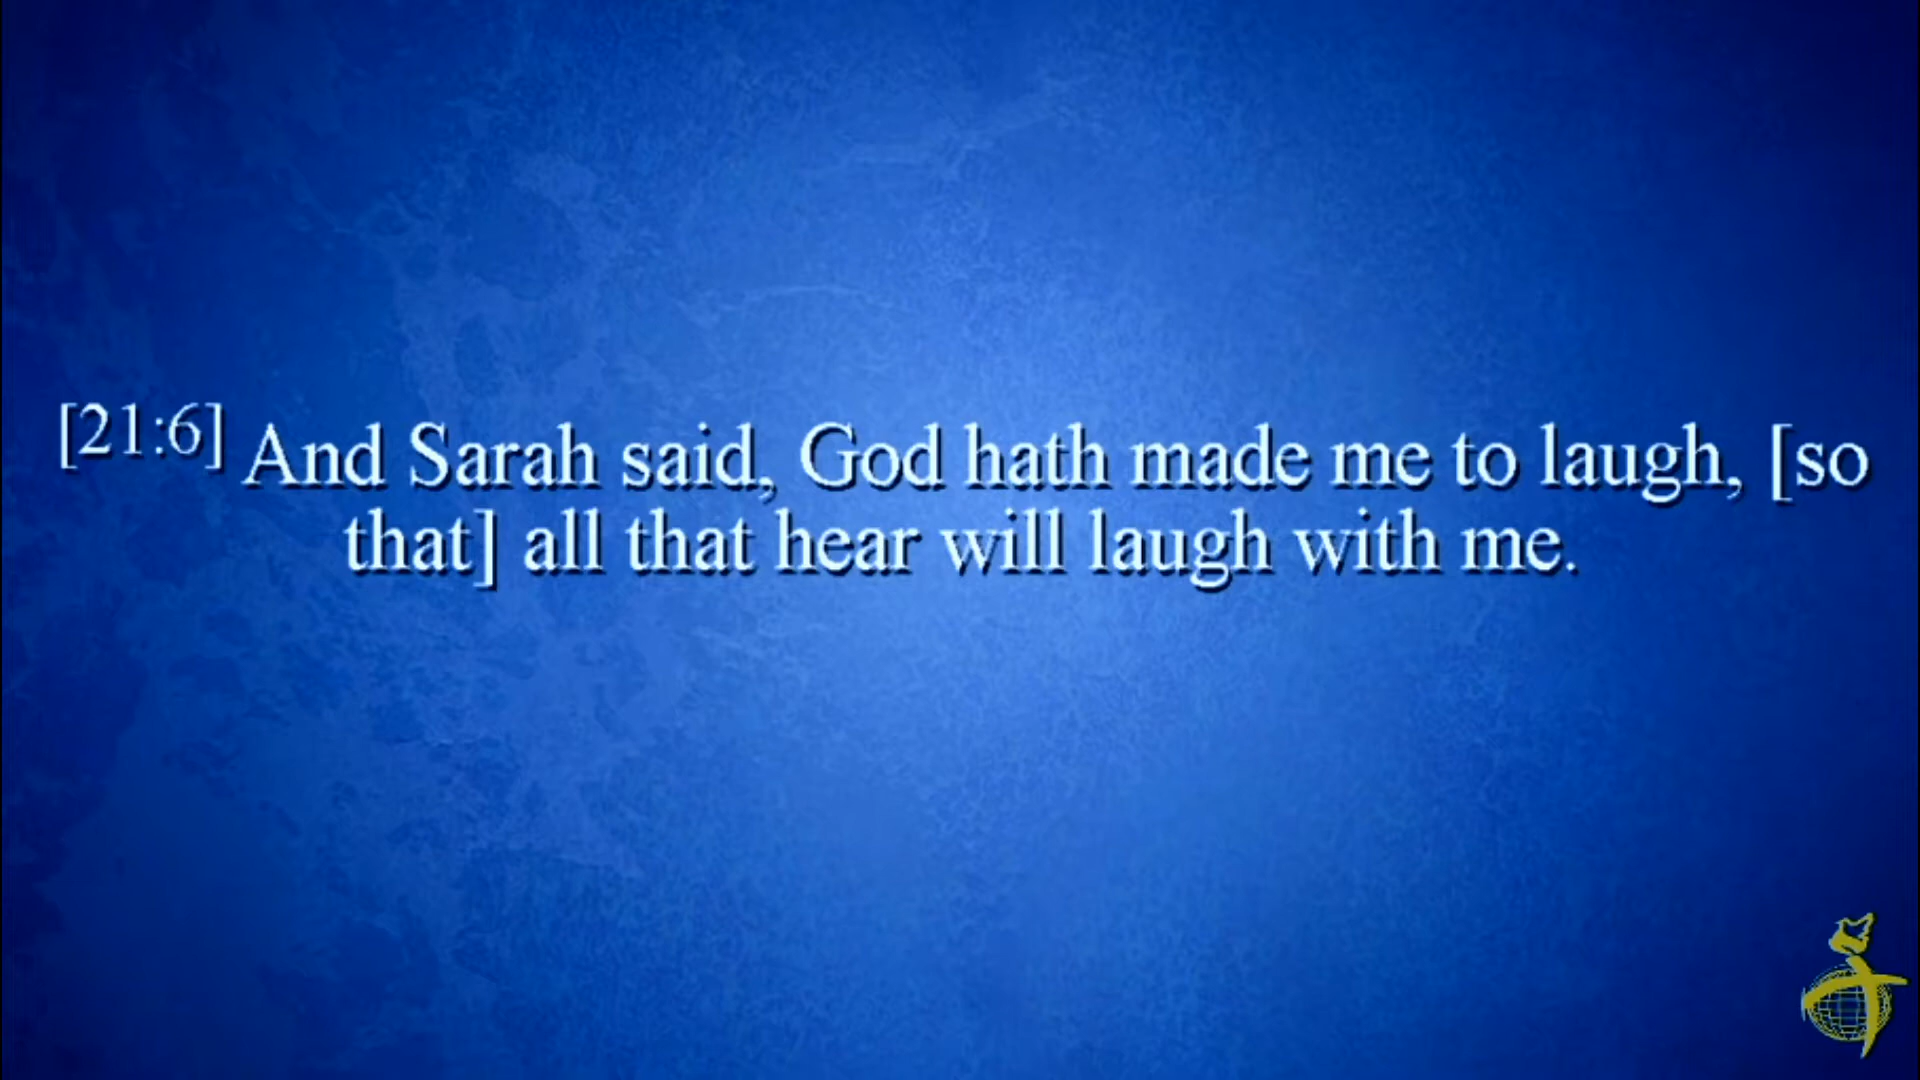 [21:6] And Sarah said, God hath made me to laugh, [so
that] all that hear will laugh with me.